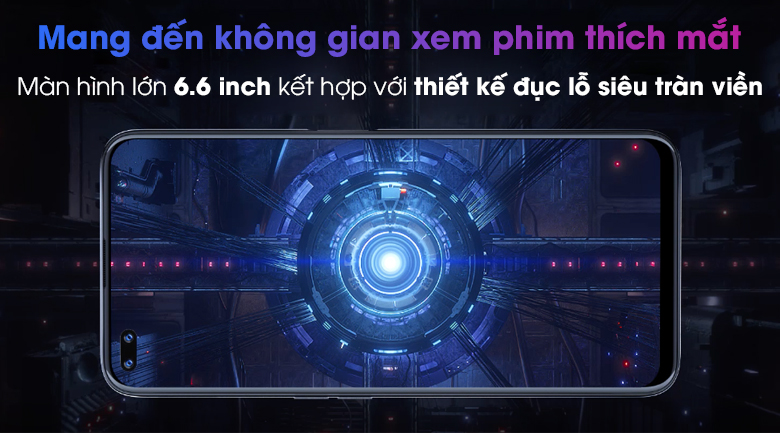 Mang đến không gian xem phim thích mắt
Màn hình lớn 6.6 inch kết hợp với thiết kế đục lỗ siêu tràn viền